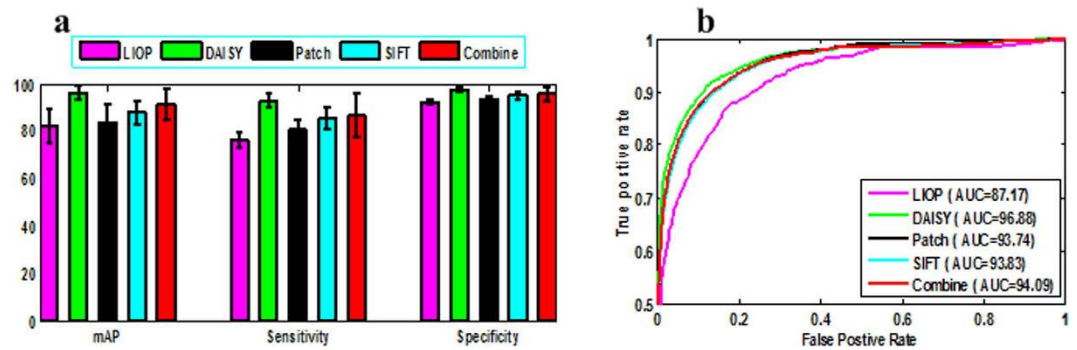 a
LIOP DAISY Patch SIFT Combine
100
80
60
40
20
0
mAP Sensitivity Specificity
b
1
0.9
0.8
0.7
0.6
0.5
True positive rate
LIOP ( AUC=87.17)
DAISY ( AUC=96.88)
Patch ( AUC=93.74)
SIFT ( AUC=93.83)
Combine ( AUC=94.09)
0 0.2 0.4 0.6 0.8 1
False Postive Rate